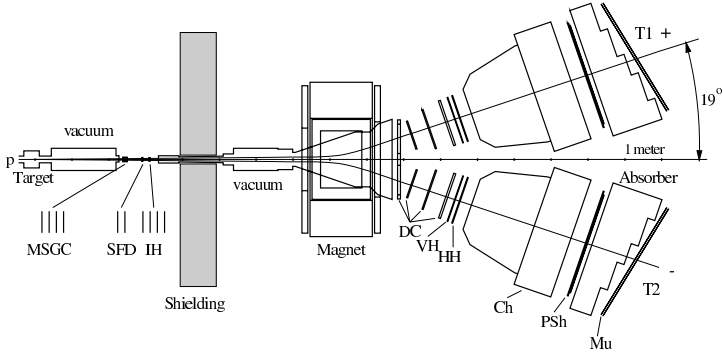 T1 +
19°
vacuum
p
1 meter
Target
vacuum
Absorber
DC
VH
HH
MSGC
SFD
IH
Magnet
-
T2
Shielding
Ch
PSh
Mu